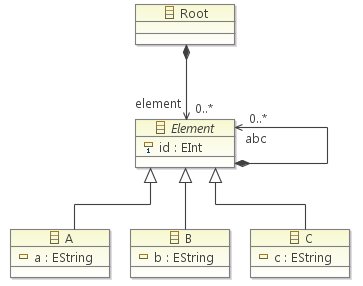 Root
element 0..*
Element 0..*
id : EInt abc
A B C
a : EString b : EString c : EString